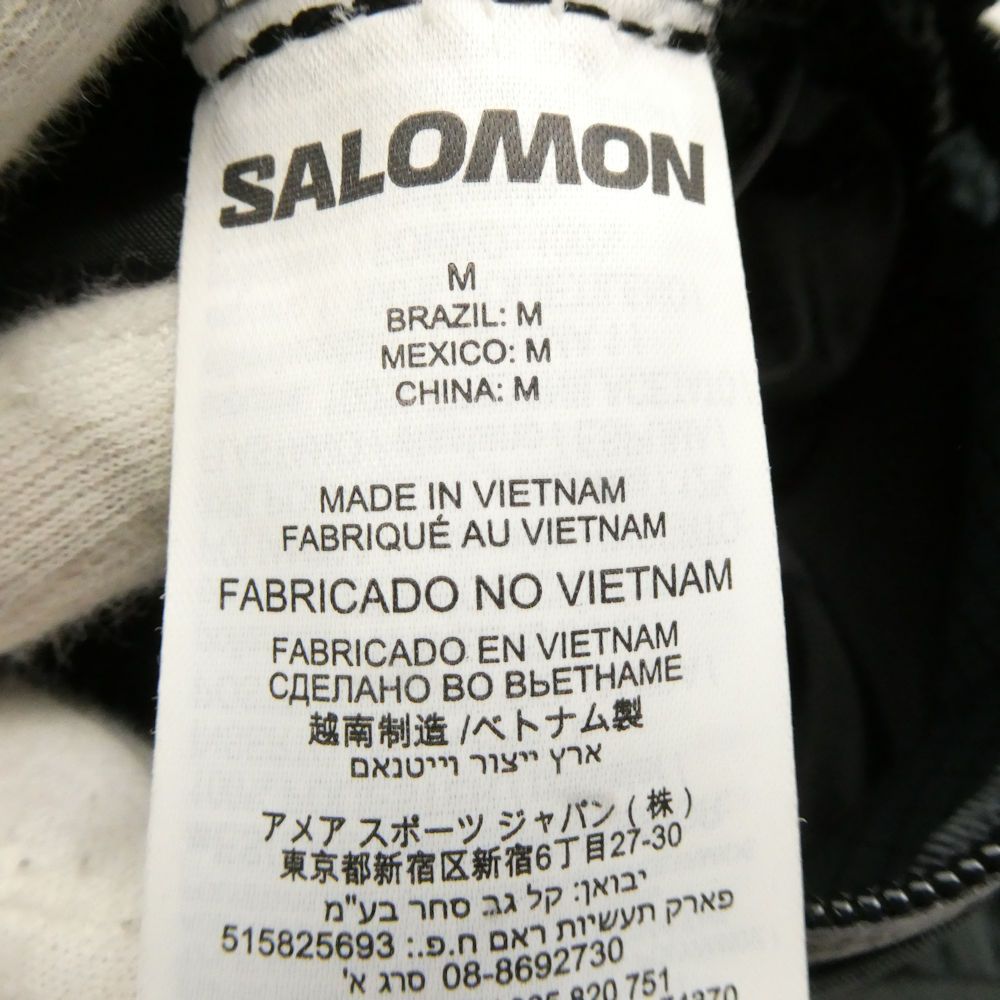 SALOMON
M
BRAZIL: M
MEXICO: M
CHINA: M
MADE IN VIETNAM
FABRIQUÉ AU VIETNAM
FABRICADO NO VIETNAM
FABRICADO EN VIETNAM
СДЕЛАНО ВО ВЬЕТНАМЕ
越南制造 /ベトナム製
ארץ ייצור וייטנאם
アメア スポーツ ジャパン ( 株 )
東京都新宿区新宿6丁目27-30
יבואן: קל גב סחר בע"מ
פארק תעשיות ראם ח.פ.: 515825693
08-8692730 סרג א'
820 751